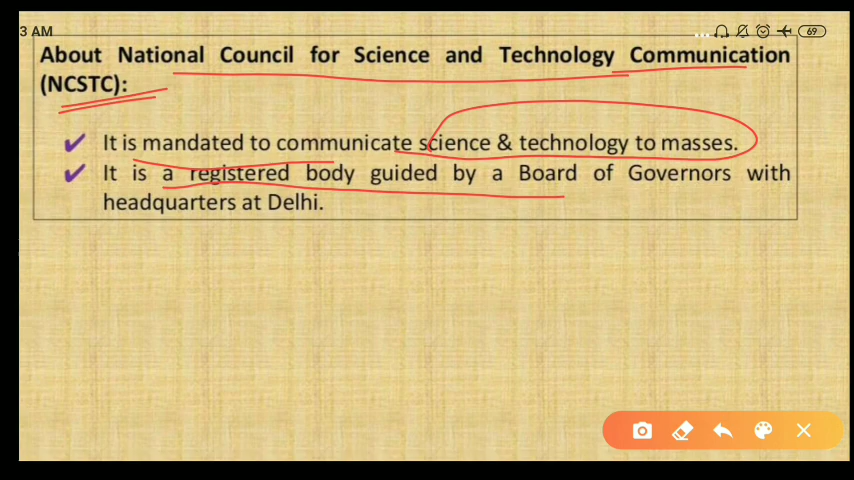 3 AM
69
About National Council for Science and Technology Communication
(NCSTC):
It is mandated to communicate science & technology to masses.
It is a registered body guided by a Board of Governors with
headquarters at Delhi.